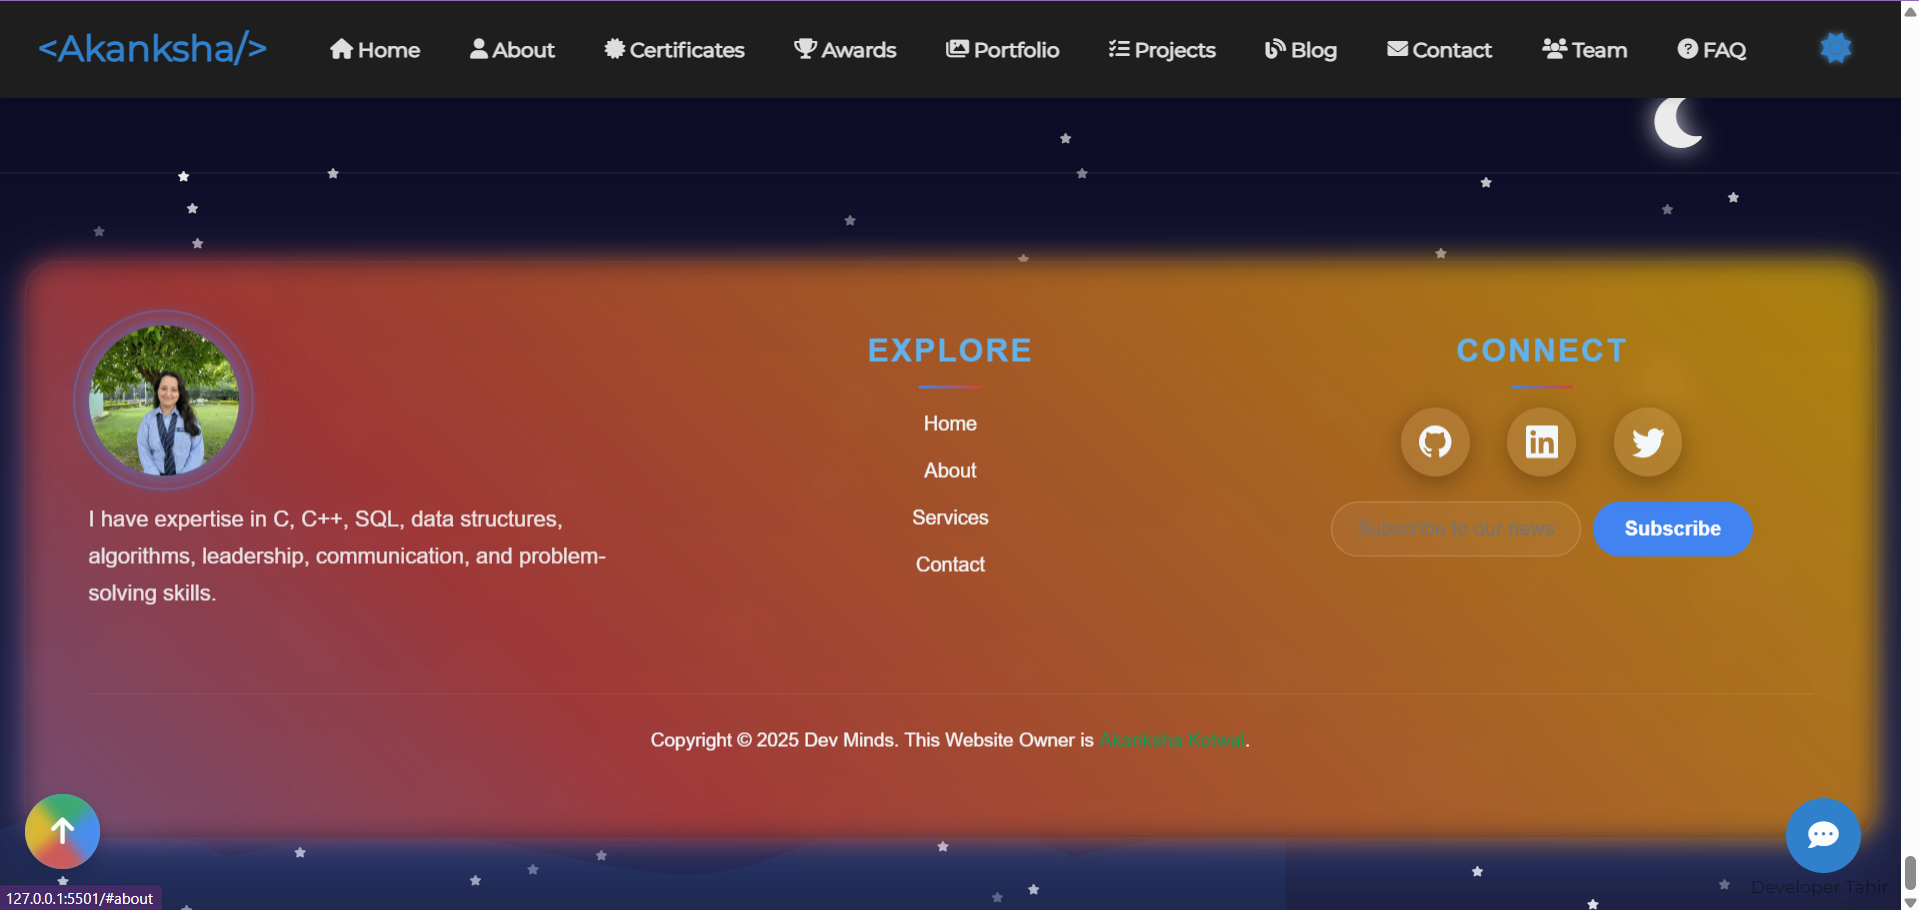 <Akanksha/>
Home
About
Certificates
Awards
Portfolio
Projects
Blog
Contact
Team
FAQ
I have expertise in C, C++, SQL, data structures,
algorithms, leadership, communication, and problem-
solving skills.
EXPLORE
Home
About
Services
Contact
CONNECT
in
Subscribe to our news
Subscribe
Copyright © 2025 Dev Minds. This Website Owner is Akanksha Kotwal.
127.0.0.1:5501/#about
Developer Tahir